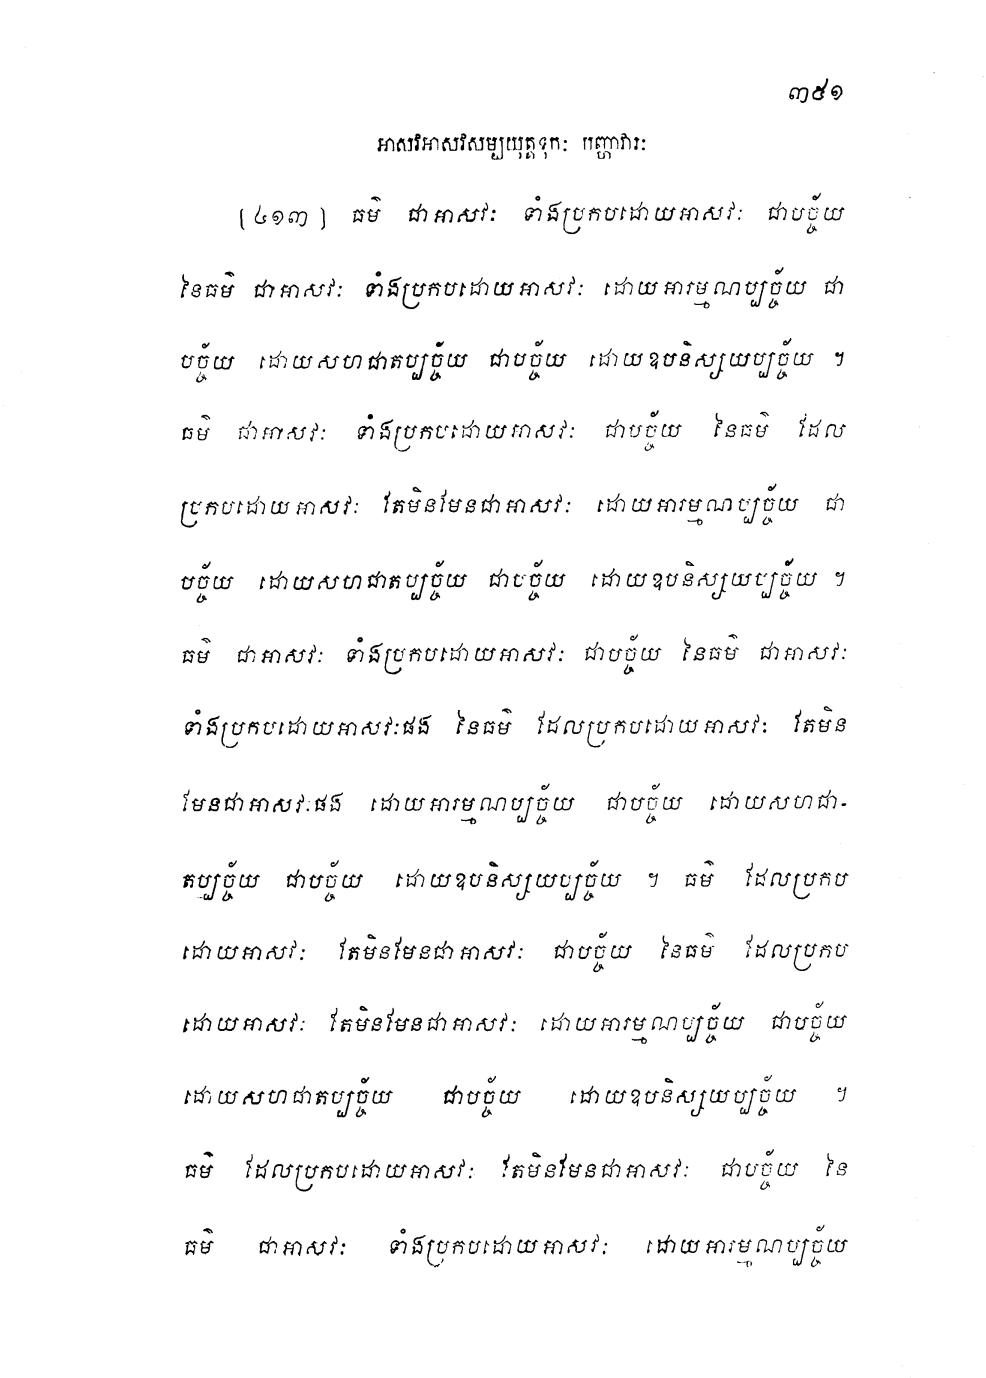 ៣៩១
អាសវអាសវសម្បយុត្តទុកៈ បញ្ហាវារៈ
(៤១៣) ធម៌ ជាអាសវៈ ទាំងប្រកបដោយអាសវៈ ជាបច្ច័យ
នៃធម៌ ជាអាសវៈ ទាំងប្រកបដោយអាសវៈ ដោយអារម្មណប្បច្ច័យ ជា
បច្ច័យ ដោយសហជាតប្បច្ច័យ ជាបច្ច័យ ដោយឧបនិស្សយប្បច្ច័យ ។
ធម៌ ជាអាសវៈ ទាំងប្រកបដោយអាសវៈ ជាបច្ច័យ នៃធម៌ ដែល
ប្រកបដោយអាសវៈ តែមិនមែនជាអាសវៈ ដោយអារម្មណប្បច្ច័យ ជា
បច្ច័យ ដោយសហជាតប្បច្ច័យ ជាបច្ច័យ ដោយឧបនិស្សយប្បច្ច័យ ។
ធម៌ ជាអាសវៈ ទាំងប្រកបដោយអាសវៈ ជាបច្ច័យ នៃធម៌ ជាអាសវៈ
ទាំងប្រកបដោយអាសវៈផង នៃធម៌ ដែលប្រកបដោយអាសវៈ តែមិន
មែនជាអាសវៈផង ដោយអារម្មណប្បច្ច័យ ជាបច្ច័យ ដោយសហជា-
តប្បច្ច័យ ជាបច្ច័យ ដោយឧបនិស្សយប្បច្ច័យ ។ ធម៌ ដែលប្រកប
ដោយអាសវៈ តែមិនមែនជាអាសវៈ ជាបច្ច័យ នៃធម៌ ដែលប្រកប
ដោយអាសវៈ តែមិនមែនជាអាសវៈ ដោយអារម្មណប្បច្ច័យ ជាបច្ច័យ
ដោយសហជាតប្បច្ច័យ ជាបច្ច័យ ដោយឧបនិស្សយប្បច្ច័យ ។
ធម៌ ដែលប្រកបដោយអាសវៈ តែមិនមែនជាអាសវៈ ជាបច្ច័យ នៃ
ធម៌ ជាអាសវៈ ទាំងប្រកបដោយអាសវៈ ដោយអារម្មណប្បច្ច័យ